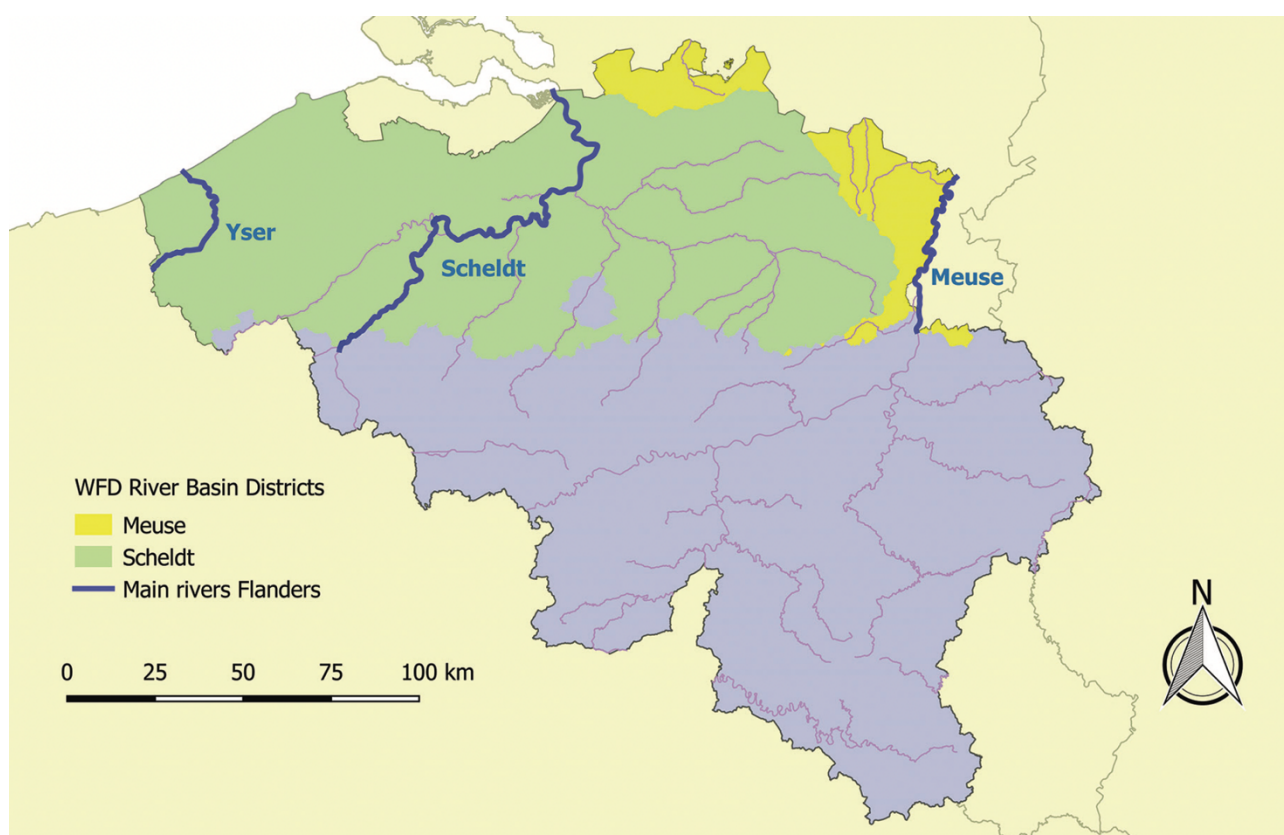 Yser
Scheldt
Meuse
WFD River Basin Districts
Meuse
Scheldt
Main rivers Flanders
0 25 50 75 100 km
N